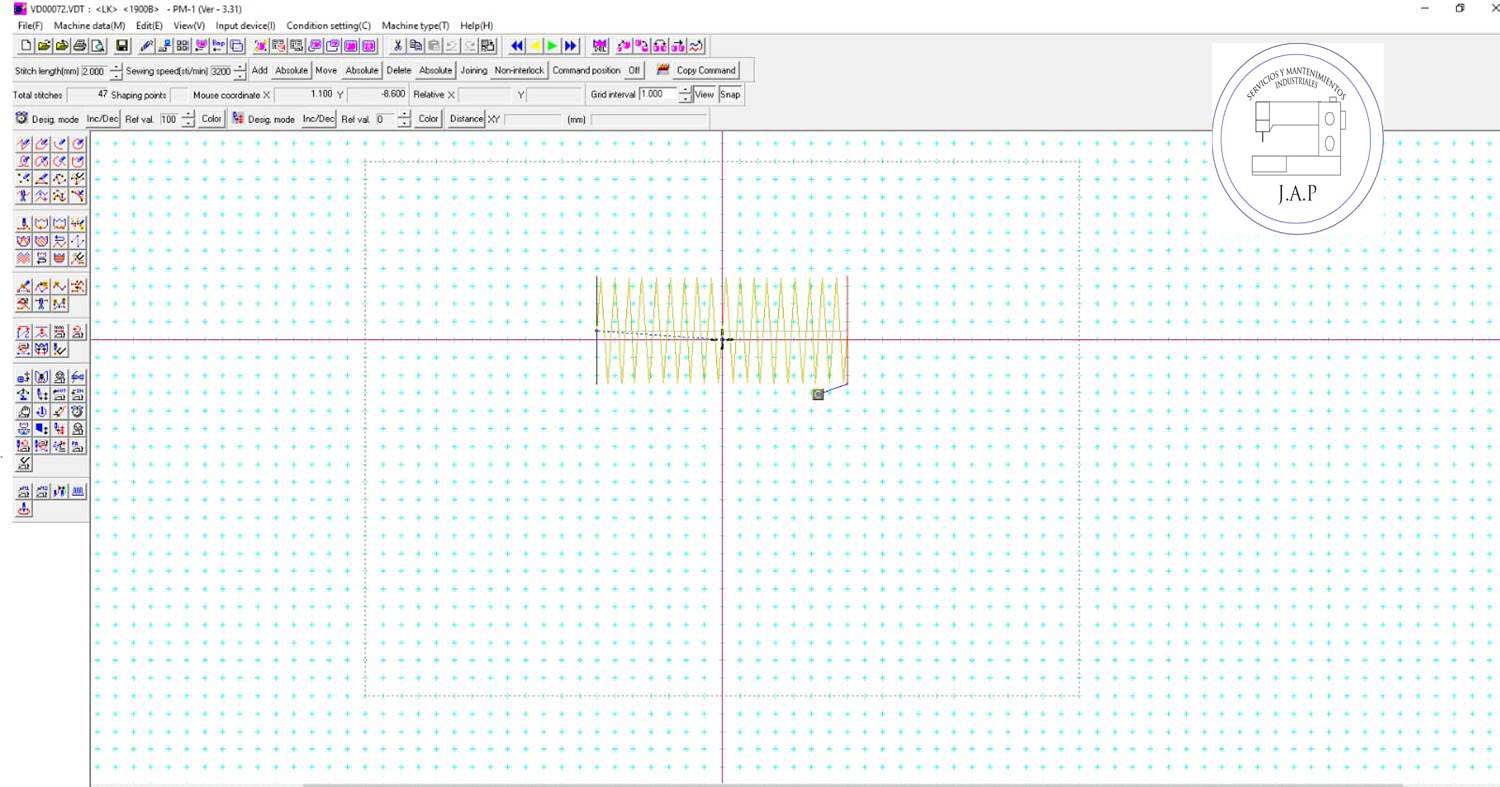 VD00072.VDT : <LK> <1900B> - PM-1 (Ver - 3.31)
File(F) Machine data(M) Edit(E) View(V) Input device(I) Condition setting(C) Machine type(T) Help(H)
Stitch length(mm) 2.000 Sewing speed(sti/min) 3200 Add Absolute Move Absolute Delete Absolute Joining Non-interlock Command position Off Copy Command
Total stitches 47 Shaping points Mouse coordinate X 1.100 Y -8.600 Relative X Y Grid interval 1.000 View Snap
Desig. mode Inc/Dec Ref val. 100 Color Desig. mode Inc/Dec Ref val. 0 Color Distance XY (mm)
SERVICIOS Y MANTENIMIENTOS
INDUSTRIALES
J.A.P